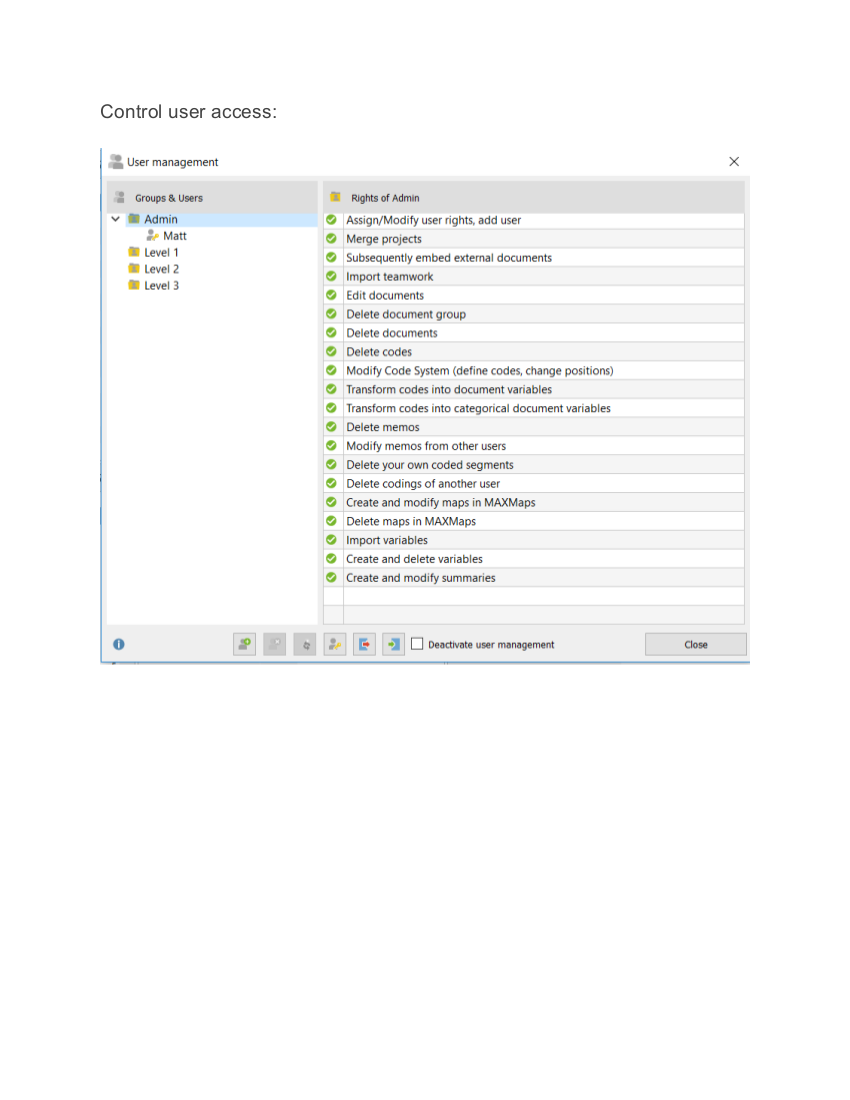 Control user access:
User management
Groups & Users
Admin
Matt
Level 1
Level 2
Level 3
Rights of Admin
Assign/Modify user rights, add user
Merge projects
Subsequently embed external documents
Import teamwork
Edit documents
Delete document group
Delete documents
Delete codes
Modify Code System (define codes, change positions)
Transform codes into document variables
Transform codes into categorical document variables
Delete memos
Modify memos from other users
Delete your own coded segments
Delete codings of another user
Create and modify maps in MAXMaps
Delete maps in MAXMaps
Import variables
Create and delete variables
Create and modify summaries
Deactivate user management
Close